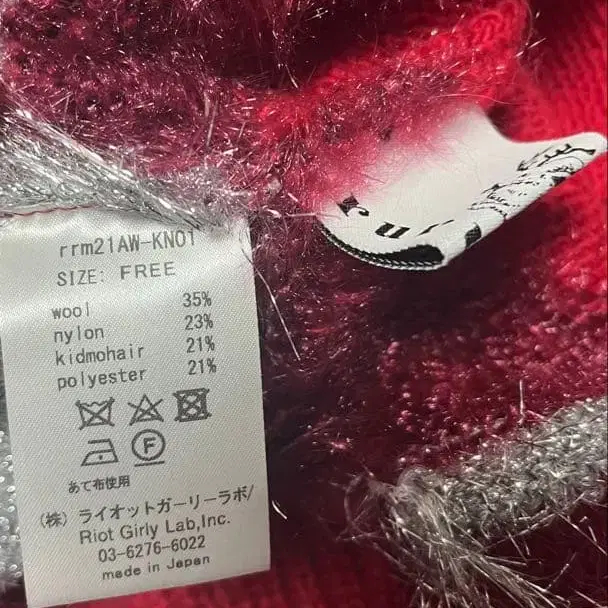 rrm21AW-KN01
SIZE: FREE
wool 35%
nylon 23%
kidmohair 21%
polyester 21%
F
あて布使用
(株) ライオットガーリーラボ/
Riot Girly Lab,Inc.
03-6276-6022
made in Japan